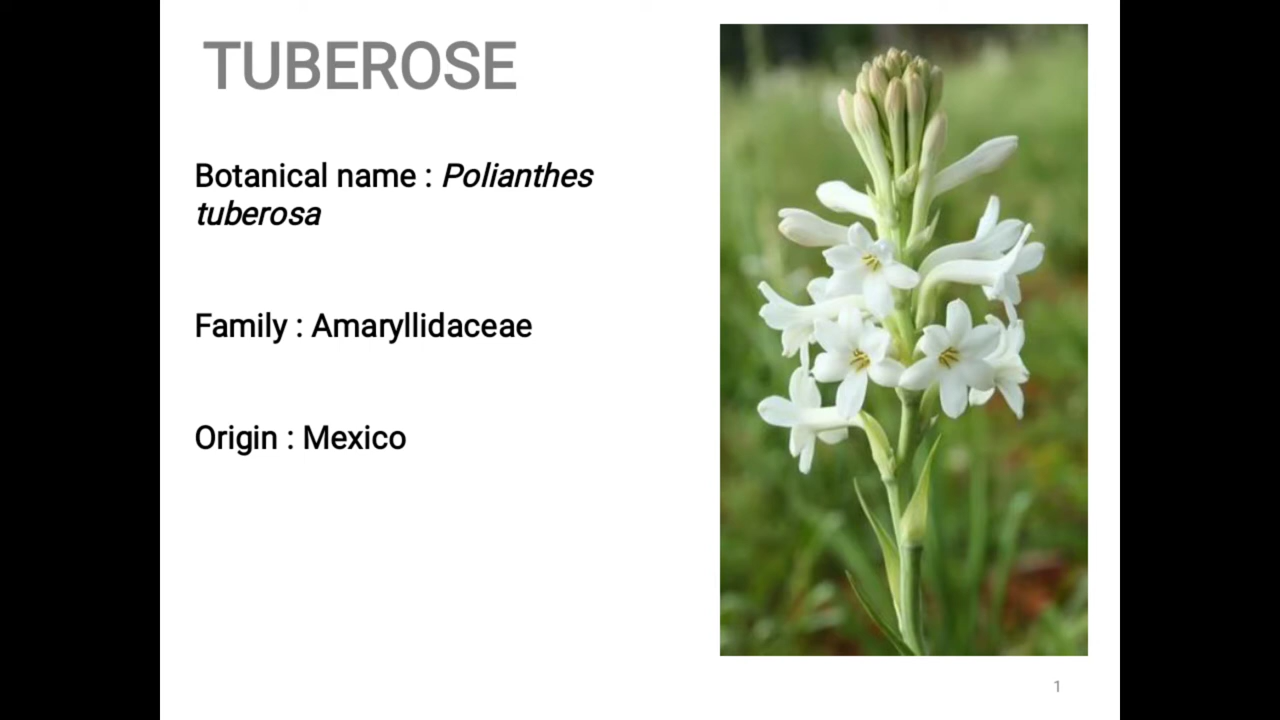 TUBEROSE
Botanical name : Polianthes
tuberosa
Family : Amaryllidaceae
Origin : Mexico
1